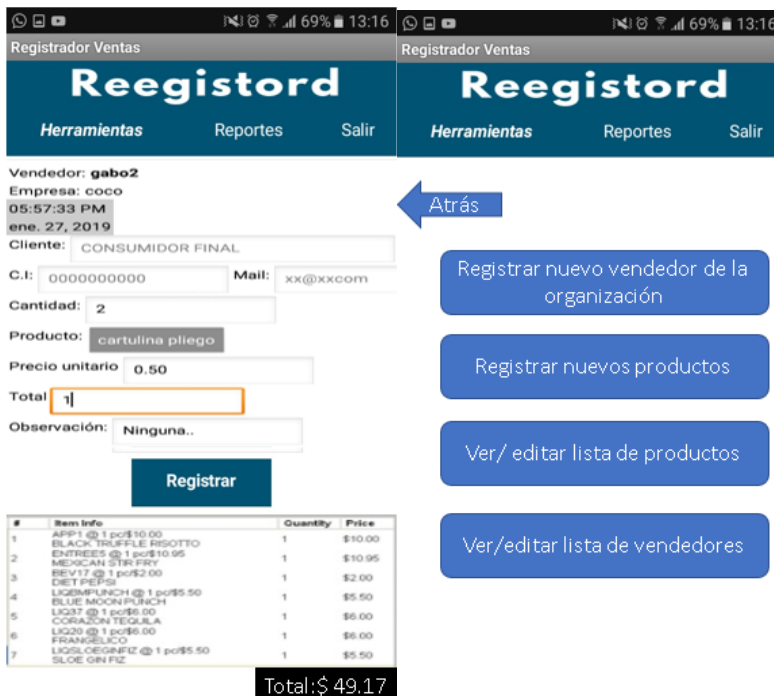 69% 13:16
Registrador Ventas
Reegistord
Herramientas Reportes Salir
Vendedor: gabo2
Empresa: coco
05:57:33 PM
ene. 27, 2019
Cliente: CONSUMIDOR FINAL
C.I: 0000000000 Mail: xx@xxcom
Cantidad: 2
Producto: cartulina pliego
Precio unitario 0.50
Total 1
Observación: Ninguna..
Registrar
# Item Info Quantity Price
1 APP1 @ 1 pc/$10.00 1 $10.00
BLACK TRUFFLE RISOTTO
2 ENTREES @ 1 pc/$10.95 1 $10.95
MEXICAN STIR FRY
3 BEV17 @ 1 pc/$2.00 1 $2.00
DIET PEPSI
4 LIQBMPUNCH @ 1 pc/$5.50 1 $5.50
BLUE MOON PUNCH
5 LIQ37 @ 1 pc/$6.00 1 $6.00
CORAZON TEQUILA
6 LIQ20 @ 1 pc/$6.00 1 $6.00
FRANGELICO
7 LIQSLOEGINFIZ @ 1 pc/$5.50 1 $5.50
SLOE GIN FIZ
Total:$ 49.17
69% 13:16
Registrador Ventas
Reegistord
Herramientas Reportes Salir
Atrás
Registrar nuevo vendedor de la
organización
Registrar nuevos productos
Ver/ editar lista de productos
Ver/editar lista de vendedores